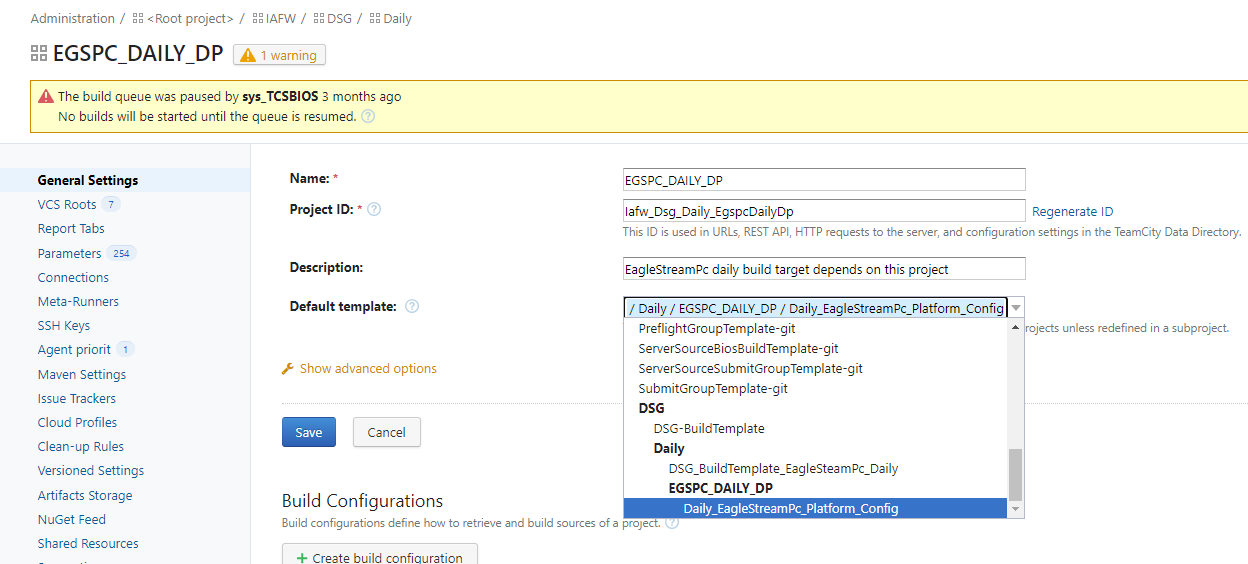 Administration / <Root project> / IAFW / DSG / Daily
EGSPC_DAILY_DP 1 warning
The build queue was paused by sys_TCSBIOS 3 months ago
No builds will be started until the queue is resumed. ?
General Settings
VCS Roots 7
Report Tabs
Parameters 254
Connections
Meta-Runners
SSH Keys
Agent priorit 1
Maven Settings
Issue Trackers
Cloud Profiles
Clean-up Rules
Versioned Settings
Artifacts Storage
NuGet Feed
Shared Resources
Name: * EGSPC_DAILY_DP
Project ID: * ? Iafw_Dsg_Daily_EgspcDailyDp Regenerate ID
This ID is used in URLs, REST API, HTTP requests to the server, and configuration settings in the TeamCity Data Directory.
Description: EagleStreamPc daily build target depends on this project
Default template: ? / Daily / EGSPC_DAILY_DP / Daily_EagleStreamPc_Platform_Config
PreflightGroupTemplate-git
rojects unless redefined in a subproject.
ServerSourceBiosBuildTemplate-git
ServerSourceSubmitGroupTemplate-git
SubmitGroupTemplate-git
DSG
DSG-BuildTemplate
Daily
DSG_BuildTemplate_EagleSteamPc_Daily
EGSPC_DAILY_DP
Daily_EagleStreamPc_Platform_Config
Show advanced options
Save Cancel
Build Configurations
Build configurations define how to retrieve and build sources of a project. ?
+ Create build configuration